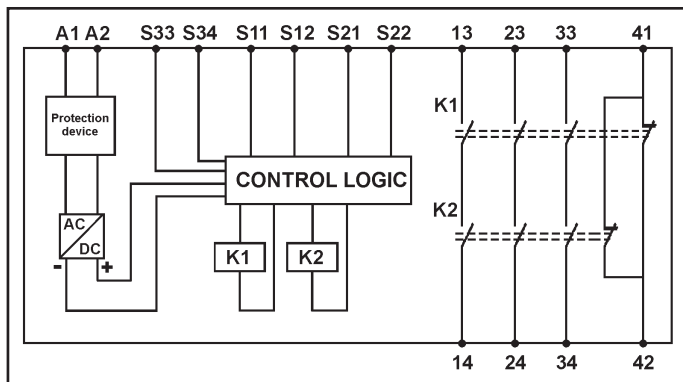 A1 A2 S33 S34 S11 S12 S21 S22 13 23 33 41
K1
Protection
device
CONTROL LOGIC
K2
AC
DC
K1 K2
- +
14 24 34 42